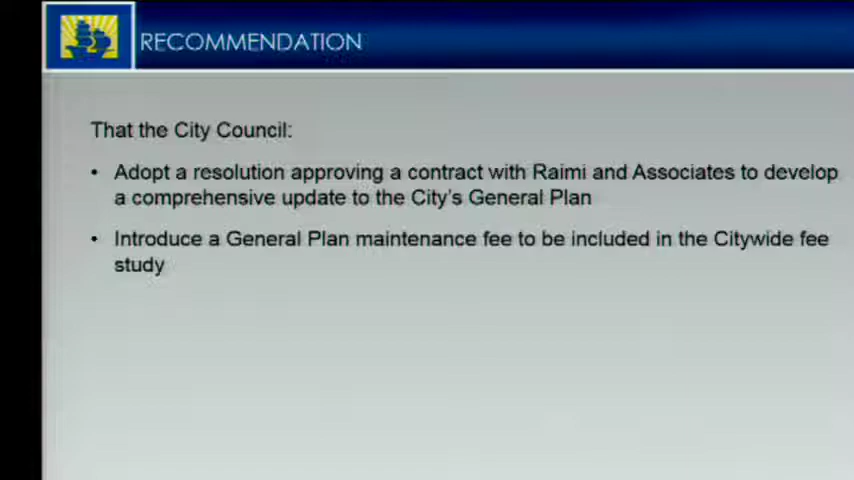 RECOMMENDATION
That the City Council:
• Adopt a resolution approving a contract with Raimi and Associates to develop
a comprehensive update to the City's General Plan
• Introduce a General Plan maintenance fee to be included in the Citywide fee
study